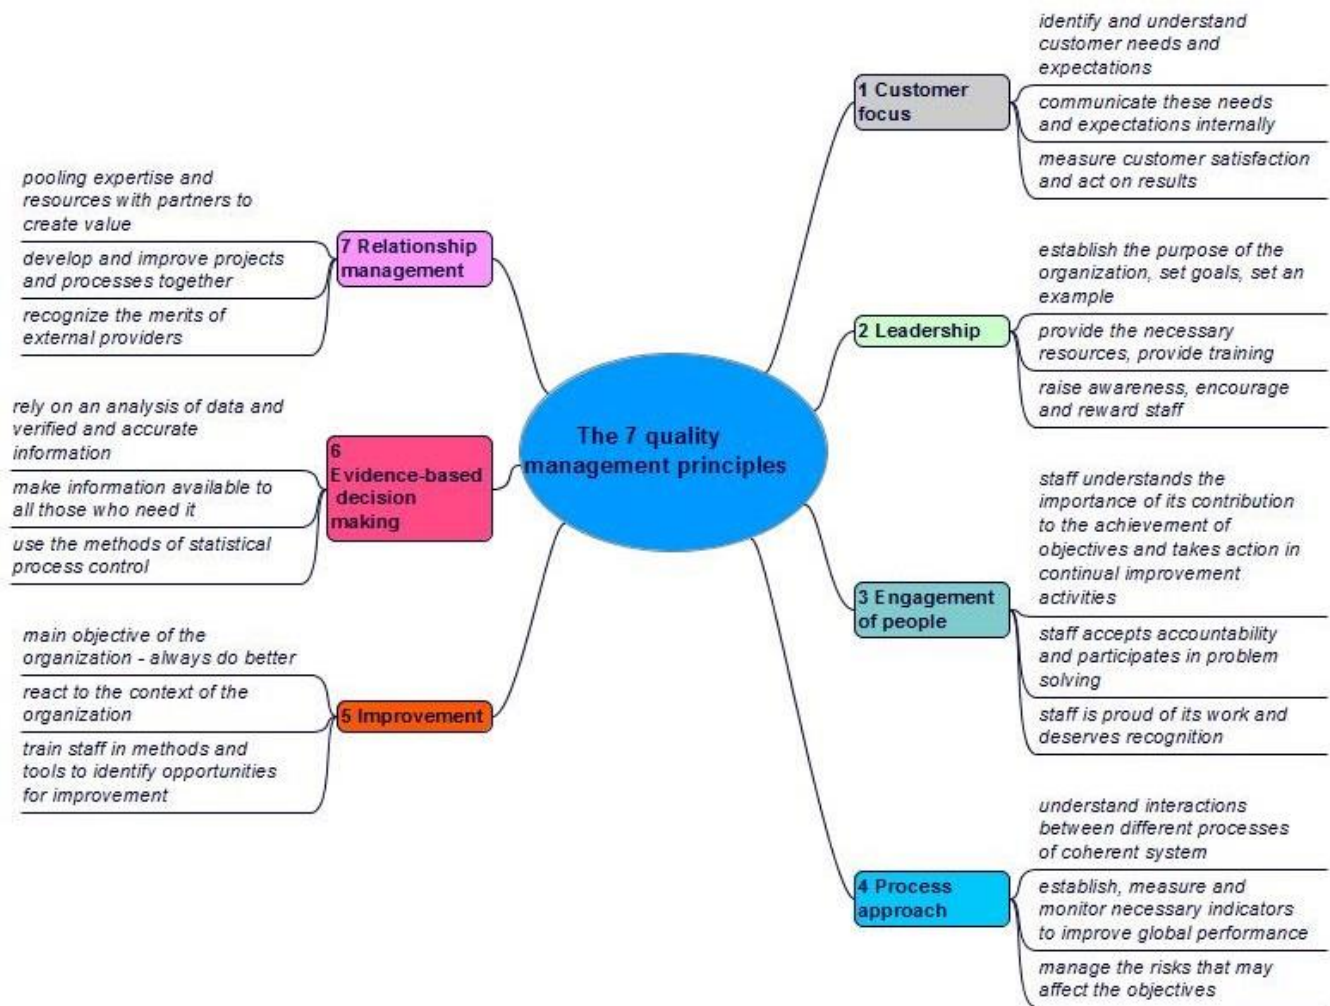 The 7 quality
management principles
1 Customer
focus
identify and understand
customer needs and
expectations
communicate these needs
and expectations internally
measure customer satisfaction
and act on results
2 Leadership
establish the purpose of the
organization, set goals, set an
example
provide the necessary
resources, provide training
raise awareness, encourage
and reward staff
3 Engagement
of people
staff understands the
importance of its contribution
to the achievement of
objectives and takes action in
continual improvement
activities
staff accepts accountability
and participates in problem
solving
staff is proud of its work and
deserves recognition
4 Process
approach
understand interactions
between different processes
of coherent system
establish, measure and
monitor necessary indicators
to improve global performance
manage the risks that may
affect the objectives
5 Improvement
main objective of the
organization - always do better
react to the context of the
organization
train staff in methods and
tools to identify opportunities
for improvement
6
Evidence-based
decision
making
rely on an analysis of data and
verified and accurate
information
make information available to
all those who need it
use the methods of statistical
process control
7 Relationship
management
pooling expertise and
resources with partners to
create value
develop and improve projects
and processes together
recognize the merits of
external providers